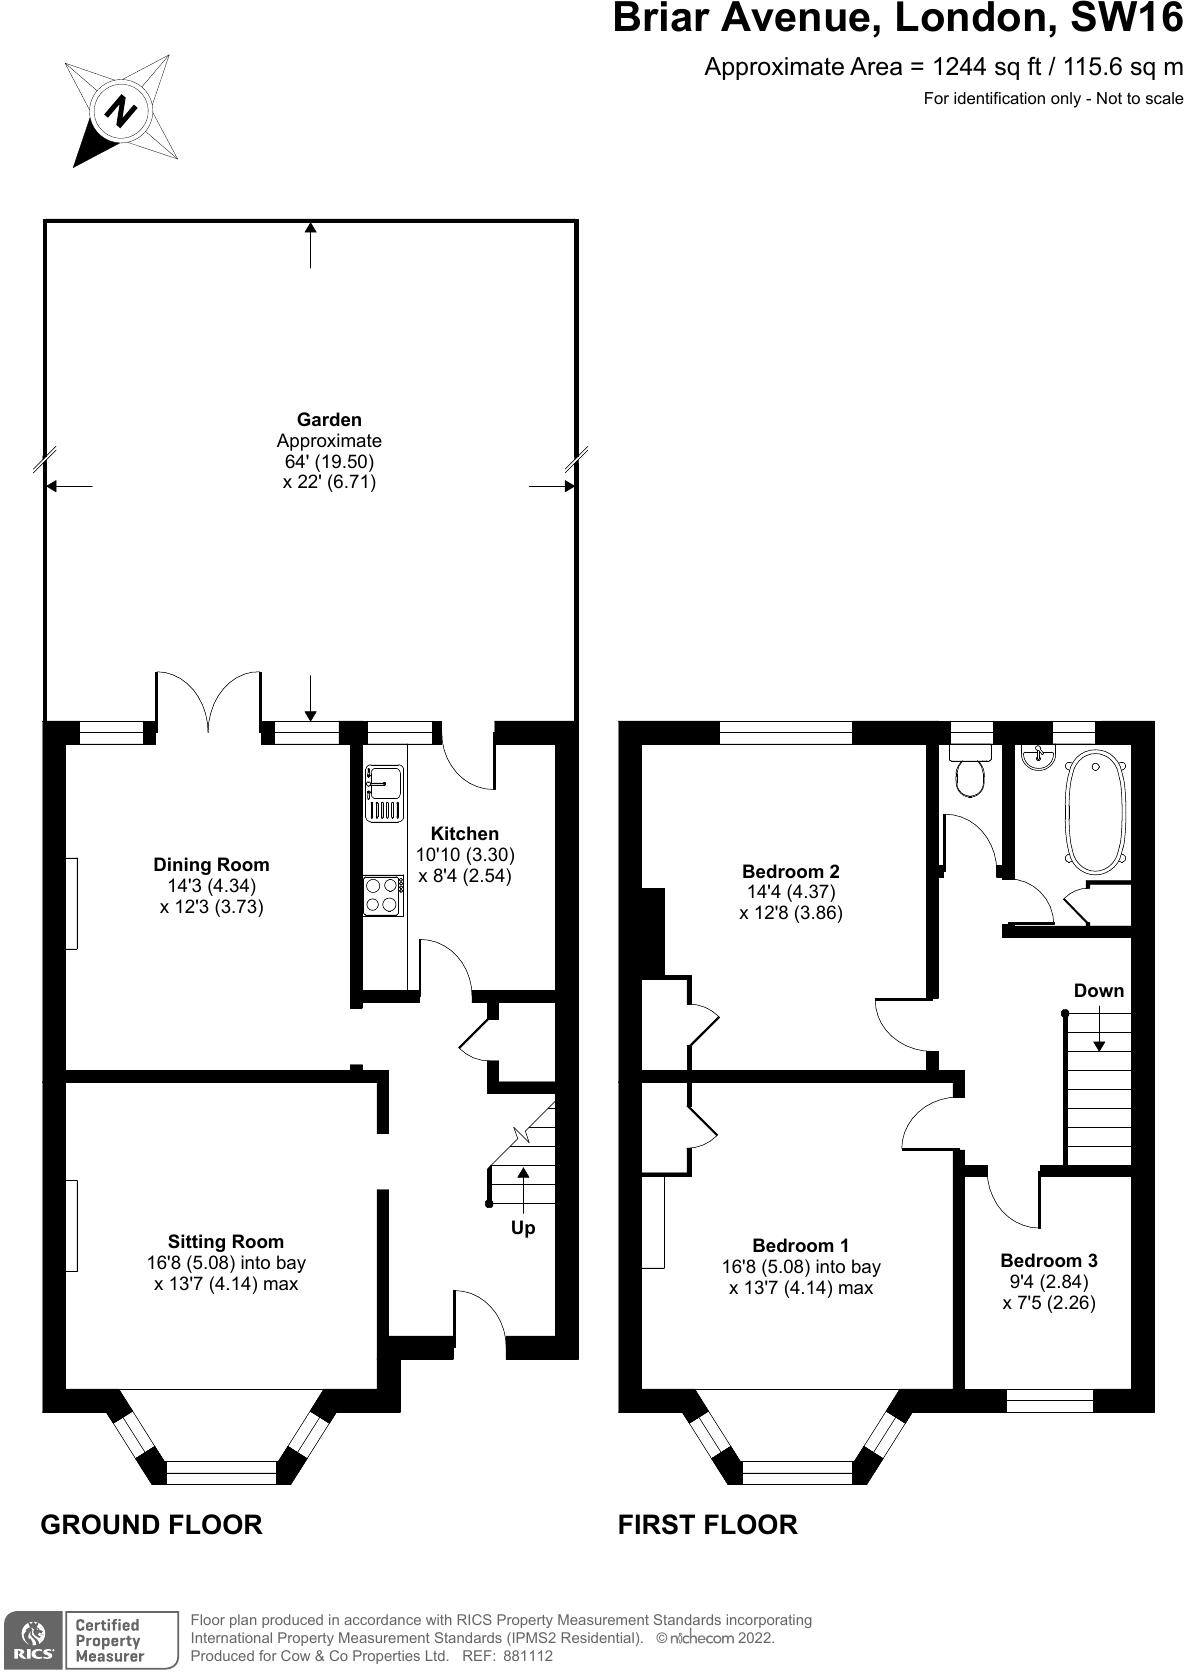 Briar Avenue, London, SW16
Approximate Area = 1244 sq ft / 115.6 sq m
For identification only - Not to scale
N
Garden
Approximate
64' (19.50)
x 22' (6.71)
Kitchen
10'10 (3.30)
x 8'4 (2.54)
Dining Room
14'3 (4.34)
x 12'3 (3.73)
Up
Sitting Room
16'8 (5.08) into bay
x 13'7 (4.14) max
Bedroom 2
14'4 (4.37)
x 12'8 (3.86)
Down
Bedroom 1
16'8 (5.08) into bay
x 13'7 (4.14) max
Bedroom 3
9'4 (2.84)
x 7'5 (2.26)
GROUND FLOOR
FIRST FLOOR
RICS
Certified
Property
Measurer
Floor plan produced in accordance with RICS Property Measurement Standards incorporating
International Property Measurement Standards (IPMS2 Residential). © nichecom 2022.
Produced for Cow & Co Properties Ltd. REF: 881112